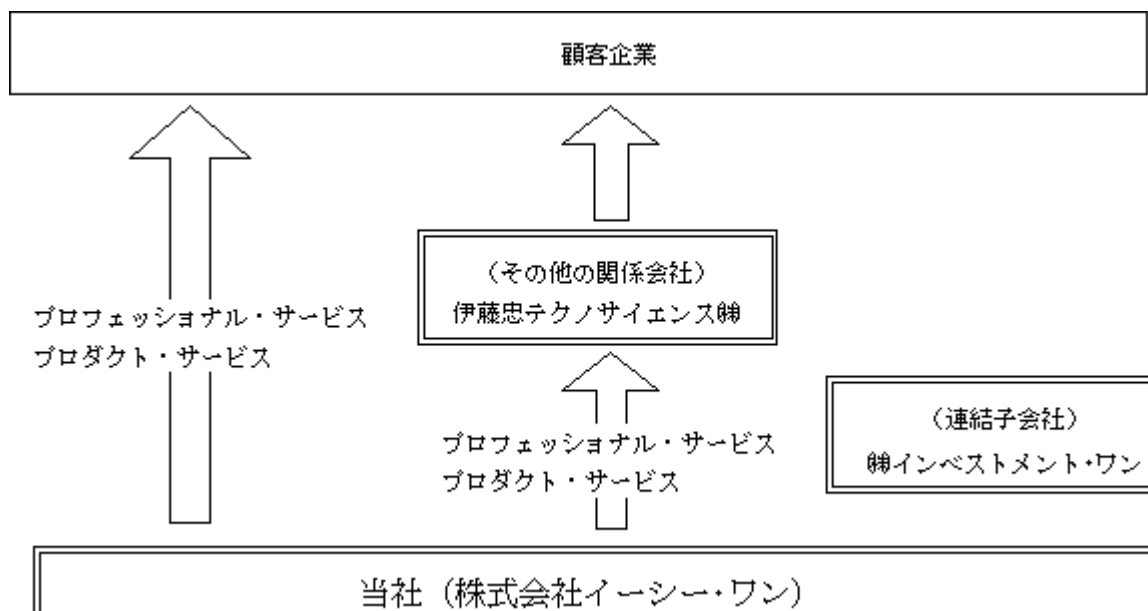 顧客企業
(その他の関係会社)
伊藤忠テクノサイエンス㈱
プロフェッショナル・サービス
プロダクト・サービス
(連結子会社)
㈱インベストメント・ワン
プロフェッショナル・サービス
プロダクト・サービス
当社(株式会社イーシー・ワン)